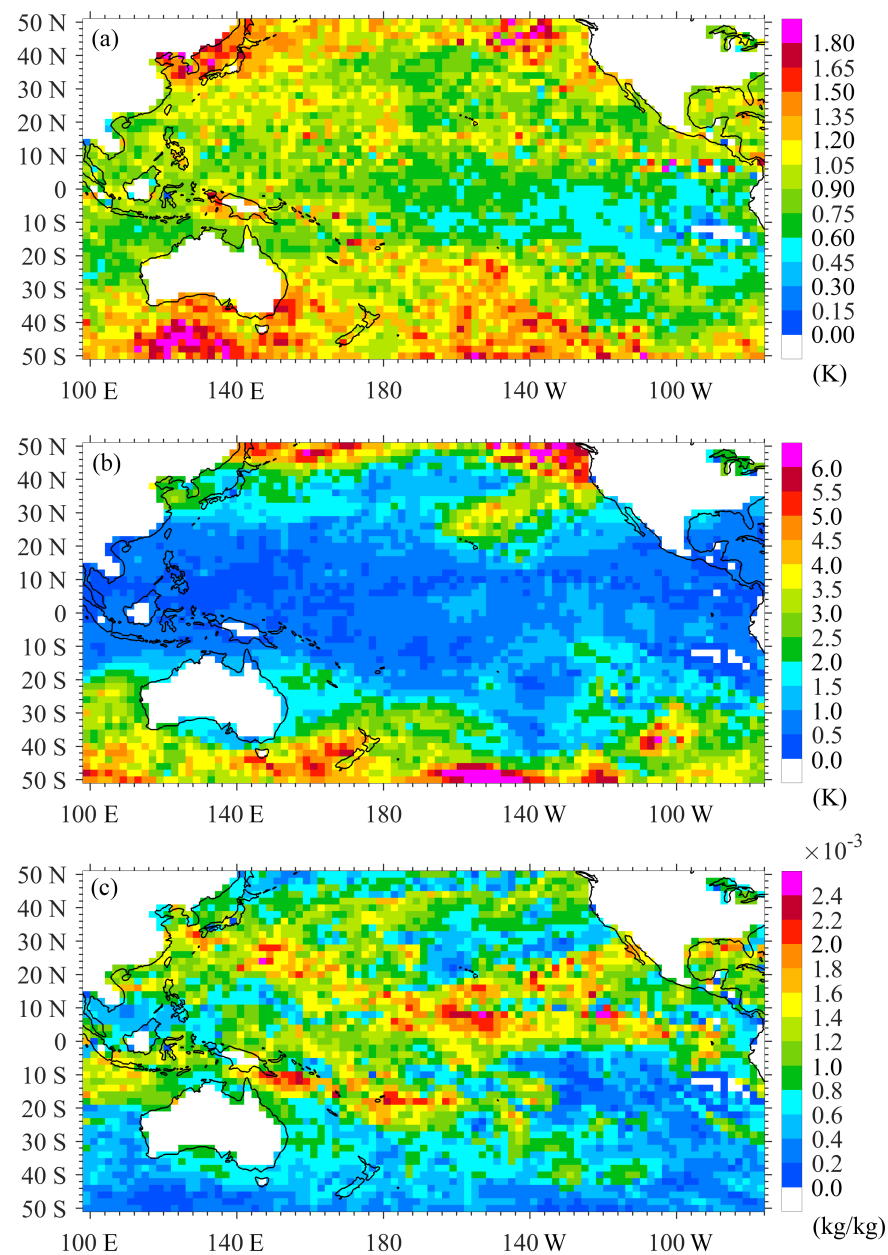 (a)
50 N
40 N
30 N
20 N
10 N
0
10 S
20 S
30 S
40 S
50 S
100 E
140 E
180
140 W
100 W
1.80
1.65
1.50
1.35
1.20
1.05
0.90
0.75
0.60
0.45
0.30
0.15
0.00
(K)
(b)
50 N
40 N
30 N
20 N
10 N
0
10 S
20 S
30 S
40 S
50 S
100 E
140 E
180
140 W
100 W
6.0
5.5
5.0
4.5
4.0
3.5
3.0
2.5
2.0
1.5
1.0
0.5
0.0
(K)
(c)
50 N
40 N
30 N
20 N
10 N
0
10 S
20 S
30 S
40 S
50 S
100 E
140 E
180
140 W
100 W
×10⁻³
2.4
2.2
2.0
1.8
1.6
1.4
1.2
1.0
0.8
0.6
0.4
0.2
0.0
(kg/kg)